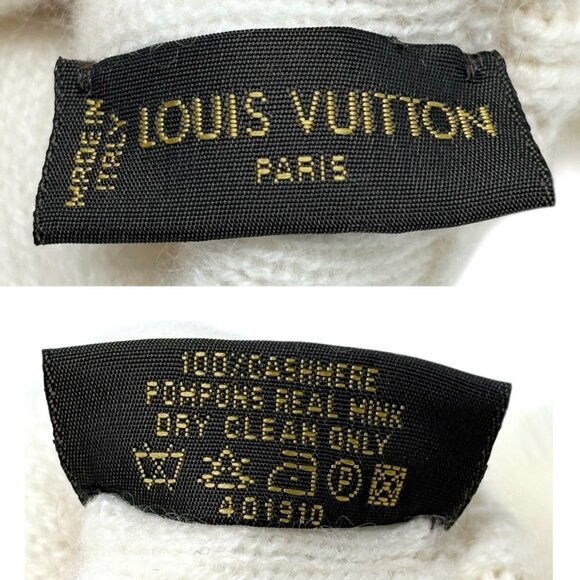 MADE IN
ITALY
LOUIS VUITTON
PARIS
100/CASHMERE
POMPONS REAL MINK
DRY CLEAN ONLY
P
401910